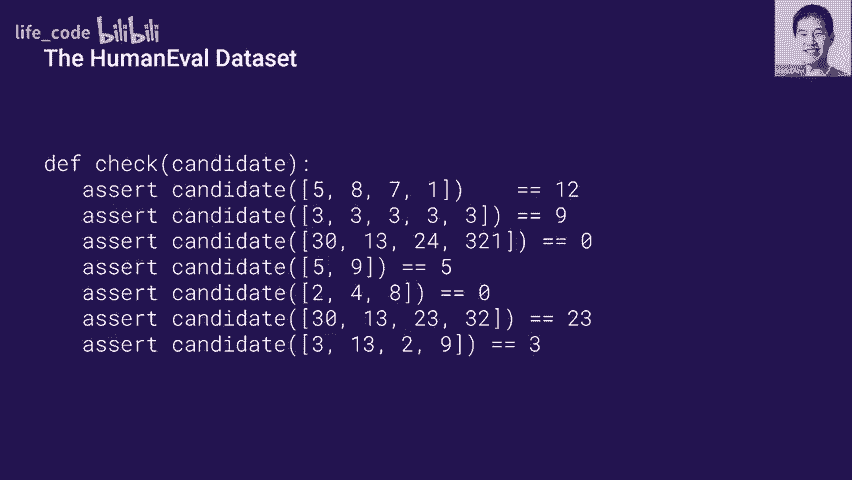 life_code bilibili
The HumanEval Dataset
def check(candidate):
    assert candidate([5, 8, 7, 1])    == 12
    assert candidate([3, 3, 3, 3, 3]) == 9
    assert candidate([30, 13, 24, 321]) == 0
    assert candidate([5, 9]) == 5
    assert candidate([2, 4, 8]) == 0
    assert candidate([30, 13, 23, 32]) == 23
    assert candidate([3, 13, 2, 9]) == 3